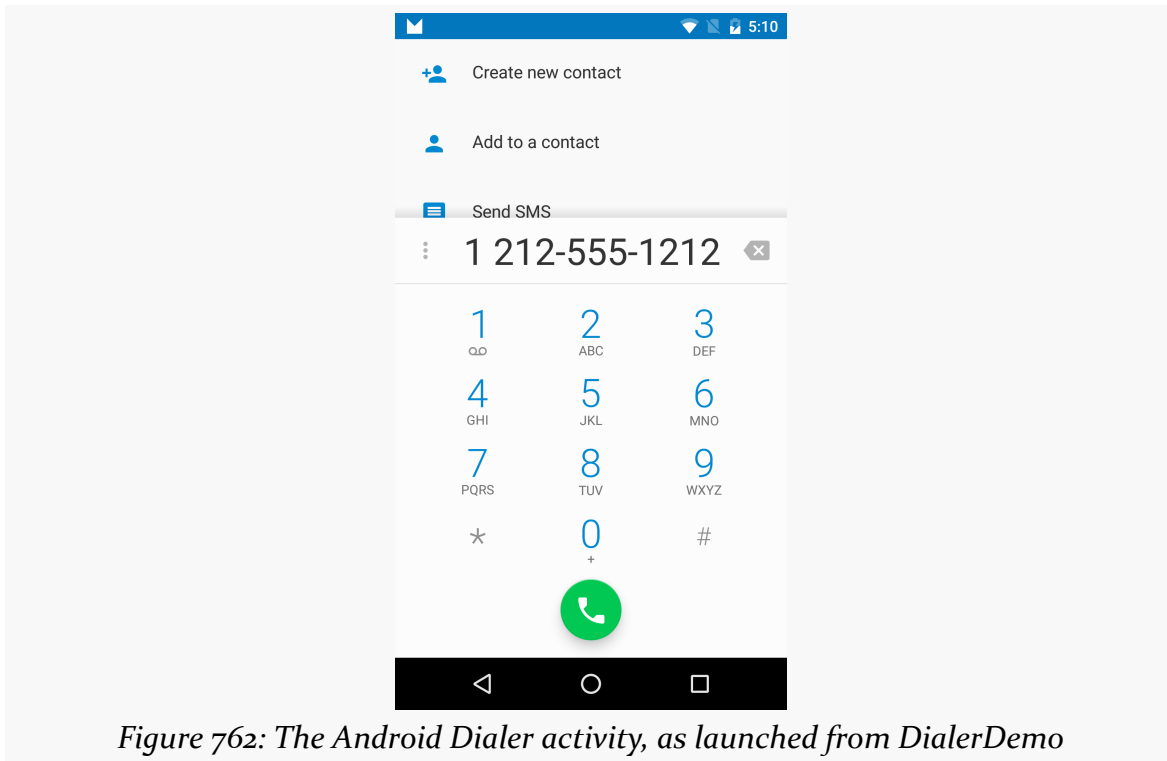 5:10
Create new contact
Add to a contact
Send SMS
1 212-555-1212
1 2 3
ABC DEF
4 5 6
GHI JKL MNO
7 8 9
PQRS TUV WXYZ
* 0 #
+
Figure 762: The Android Dialer activity, as launched from DialerDemo